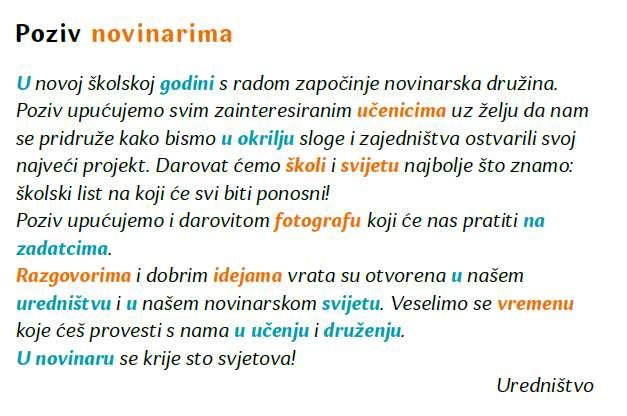 Poziv novinarima
U novoj školskoj godini s radom započinje novinarska družina.
Poziv upućujemo svim zainteresiranim učenicima uz želju da nam
se pridruže kako bismo u okrilju sloge i zajedništva ostvarili svoj
najveći projekt. Darovat ćemo školi i svijetu najbolje što znamo:
školski list na koji će svi biti ponosni!
Poziv upućujemo i darovitom fotografu koji će nas pratiti na
zadatcima.
Razgovorima i dobrim idejama vrata su otvorena u našem
uredništvu i u našem novinarskom svijetu. Veselimo se vremenu
koje ćeš provesti s nama u učenju i druženju.
U novinaru se krije sto svjetova!
Uredništvo